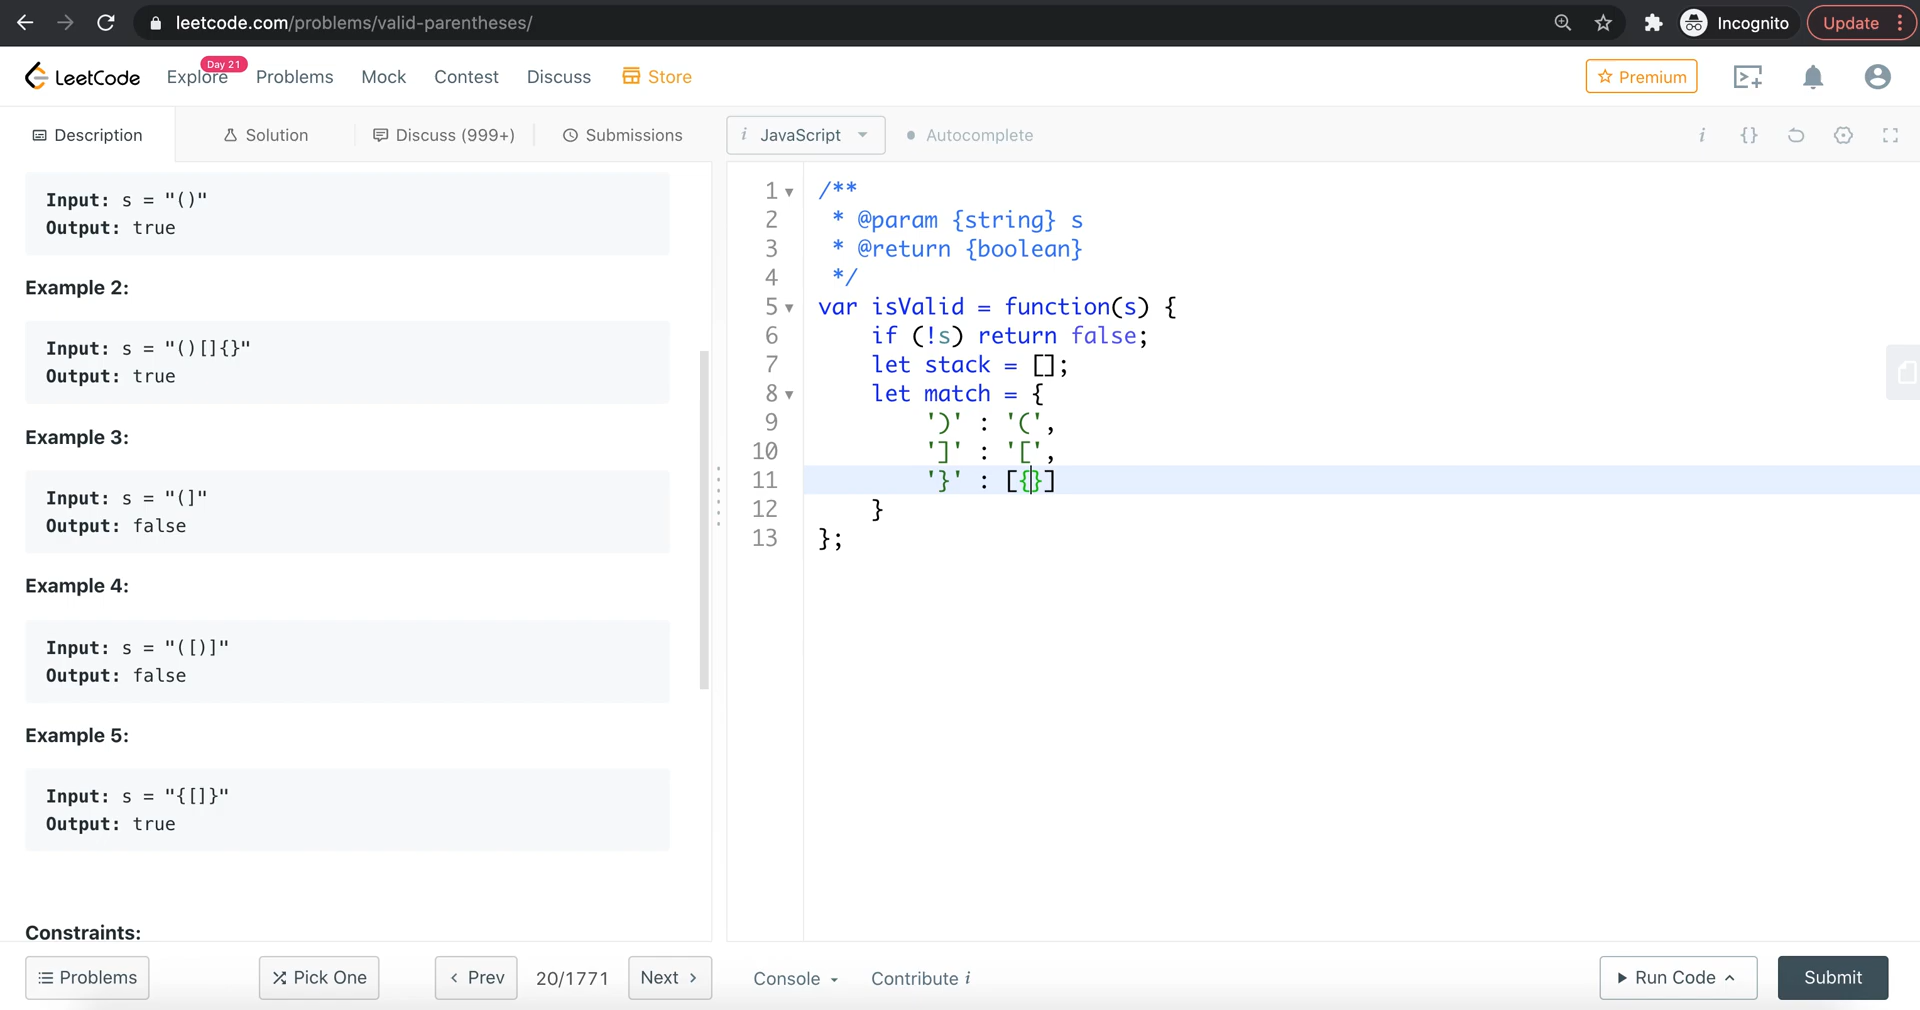 leetcode.com/problems/valid-parentheses/
Incognito
Update
LeetCode
Explore
Day 21
Problems
Mock
Contest
Discuss
Store
Premium
Description
Solution
Discuss (999+)
Submissions
i JavaScript
Autocomplete
i
{}
Input: s = "()"
Output: true
Example 2:
Input: s = "()[]{}"
Output: true
Example 3:
Input: s = "(]"
Output: false
Example 4:
Input: s = "([)]"
Output: false
Example 5:
Input: s = "{[]}"
Output: true
Constraints:
1 /**
2 * @param {string} s
3 * @return {boolean}
4 */
5 var isValid = function(s) {
6 if (!s) return false;
7 let stack = [];
8 let match = {
9 ')' : '(',
10 ']' : '[',
11 '}' : [{}]
12 }
13 };
Problems
Pick One
Prev
20/1771
Next
Console
Contribute i
Run Code
Submit